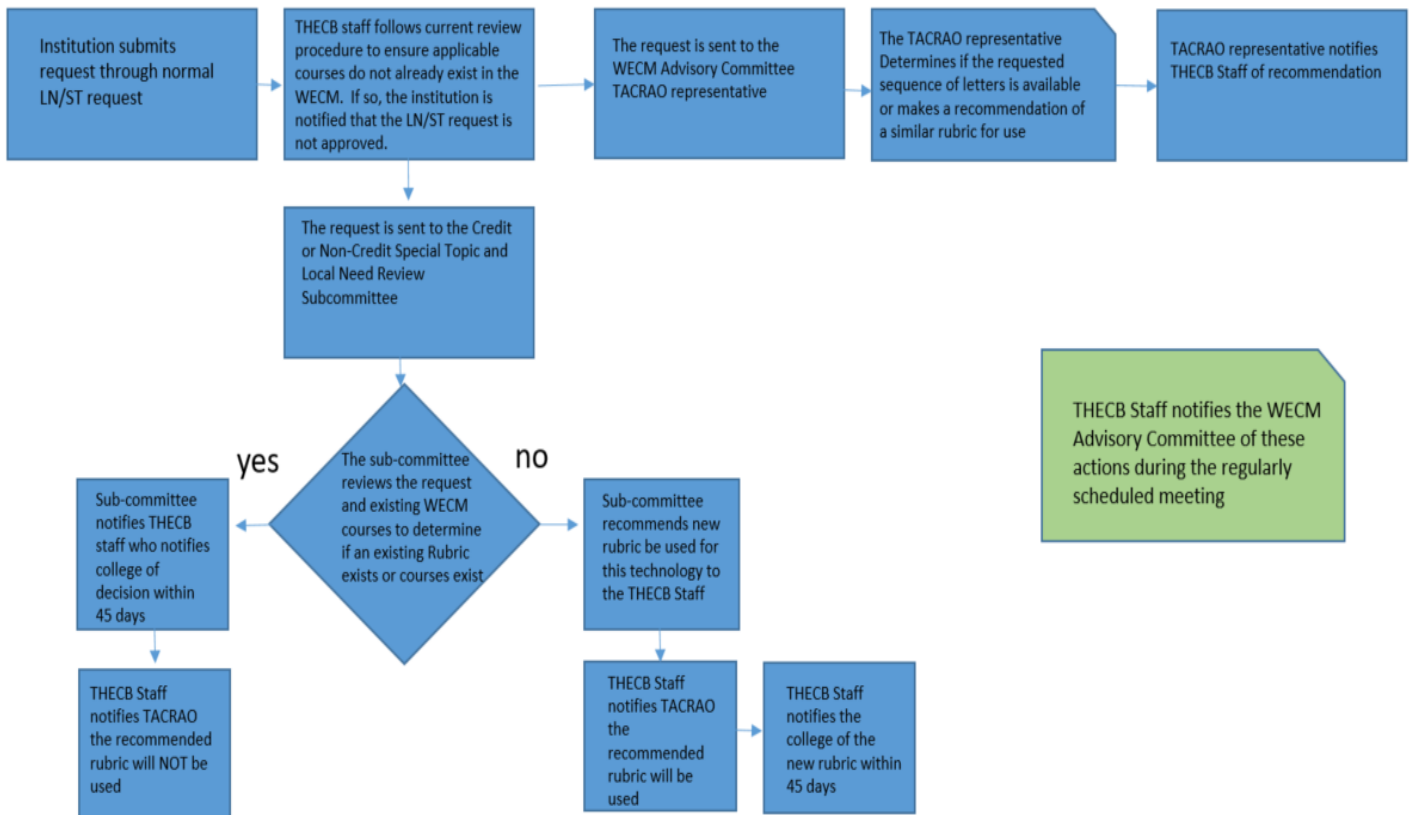 Institution submits
request through normal
LN/ST request
THECB staff follows current review
procedure to ensure applicable
courses do not already exist in the
WECM. If so, the institution is
notified that the LN/ST request is
not approved.
The request is sent to the
WECM Advisory Committee
TACRAO representative
The TACRAO representative
Determines if the requested
sequence of letters is available
or makes a recommendation of
a similar rubric for use
TACRAO representative notifies
THECB Staff of recommendation
The request is sent to the Credit
or Non-Credit Special Topic and
Local Need Review
Subcommittee
THECB Staff notifies the WECM
Advisory Committee of these
actions during the regularly
scheduled meeting
yes
The sub-committee
reviews the request
and existing WECM
courses to determine
if an existing Rubric
exists or courses exist
no
Sub-committee
notifies THECB
staff who notifies
college of
decision within
45 days
Sub-committee
recommends new
rubric be used for
this technology to
the THECB Staff
THECB Staff
notifies TACRAO
the recommended
rubric will NOT be
used
THECB Staff
notifies TACRAO
the
recommended
rubric will be
used
THECB Staff
notifies the
college of the
new rubric within
45 days